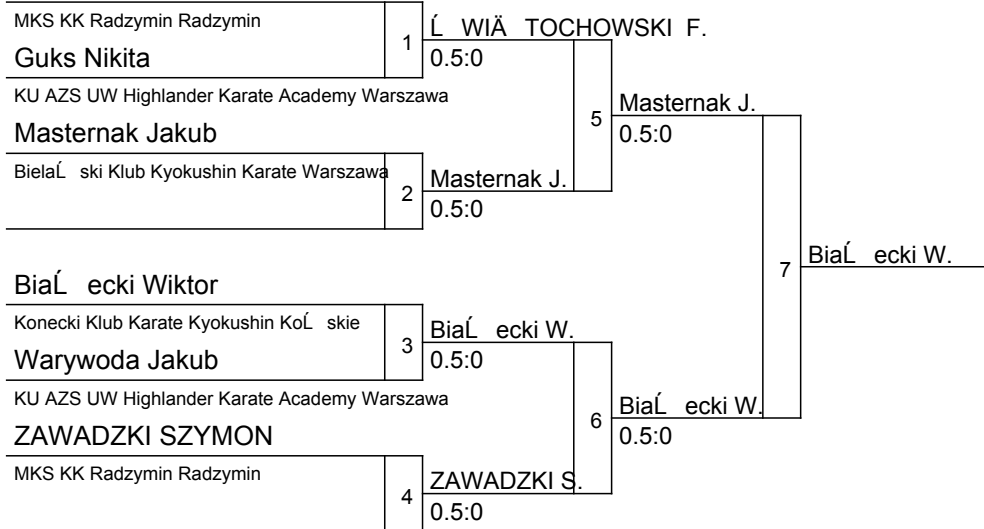 MKS KK Radzymin Radzymin
1
Ĺ WIÄ TOCHOWSKI F.
0.5:0
Guks Nikita
KU AZS UW Highlander Karate Academy Warszawa
5
Masternak J.
0.5:0
Masternak Jakub
BielaĹ ski Klub Kyokushin Karate Warszawa
2
Masternak J.
0.5:0
7
BiaĹ ecki W.
BiaĹ ecki Wiktor
Konecki Klub Karate Kyokushin KoĹ skie
3
BiaĹ ecki W.
0.5:0
Warywoda Jakub
KU AZS UW Highlander Karate Academy Warszawa
6
BiaĹ ecki W.
0.5:0
ZAWADZKI SZYMON
MKS KK Radzymin Radzymin
4
ZAWADZKI S.
0.5:0